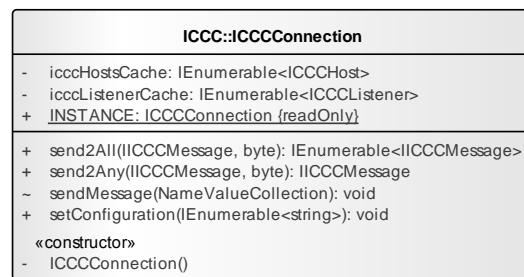 ICCC::ICCCConnection
- icccHostsCache: IEnumerable<ICCCHost>
- icccListenerCache: IEnumerable<ICCCListener>
+ INSTANCE: ICCCConnection {readOnly}
+ send2All(IICCCMessage, byte): IEnumerable<IICCCMessage>
+ send2Any(IICCCMessage, byte): IICCCMessage
~ sendMessage(NameValueCollection): void
+ setConfiguration(IEnumerable<string>): void
«constructor»
- ICCCConnection()